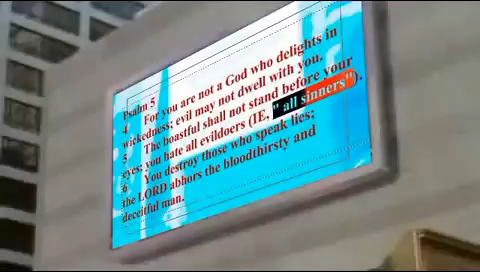 Psalm 5
4 For you are not a God who delights in
wickedness; evil may not dwell with you.
5 The boastful shall not stand before your
eyes; you hate all evildoers (IE, " all sinners").
6 You destroy those who speak lies;
the LORD abhors the bloodthirsty and
deceitful man.